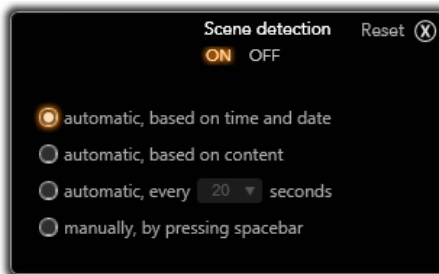 Scene detection Reset X
ON OFF
automatic, based on time and date
automatic, based on content
automatic, every 20 seconds
manually, by pressing spacebar